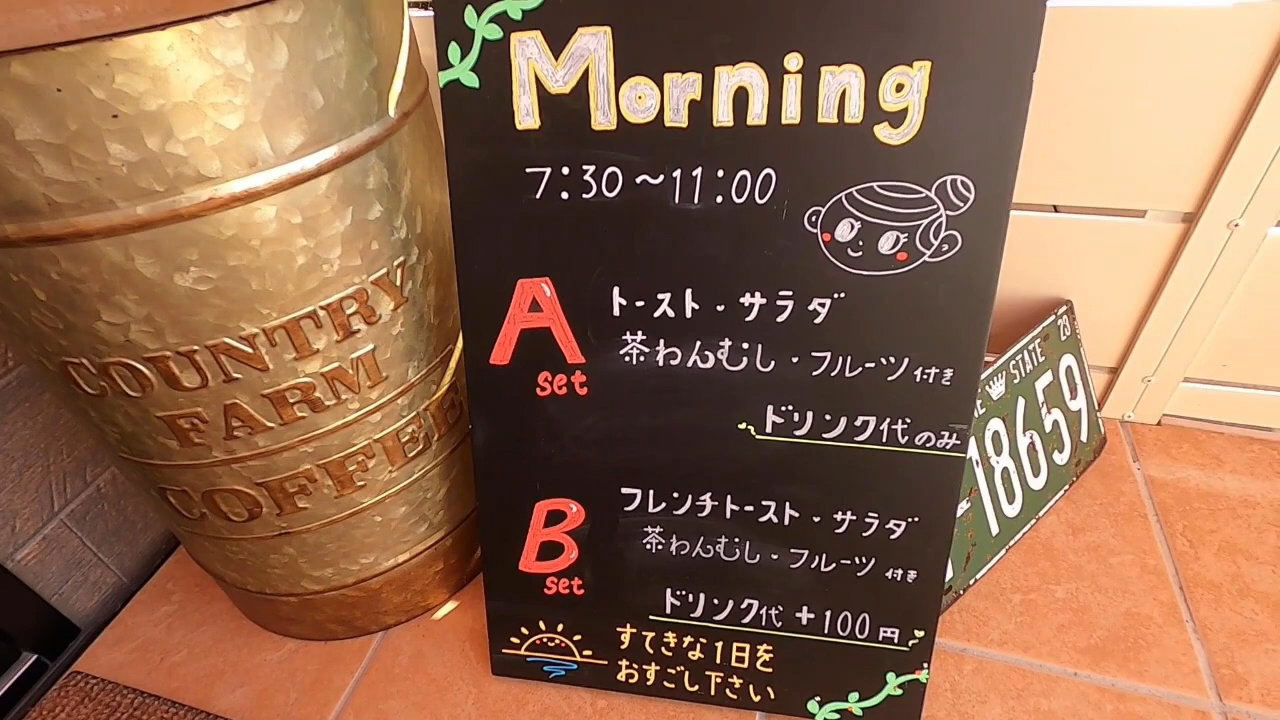 Morning
7:30〜11:00
A set
トースト・サラダ
茶わんむし・フルーツ付き
ドリンク代のみ
B set
フレンチトースト・サラダ
茶わんむし・フルーツ付き
ドリンク代+100円
すてきな1日を
おすごし下さい
COUNTRY
FARM
COFFEE
23
STATE
18659